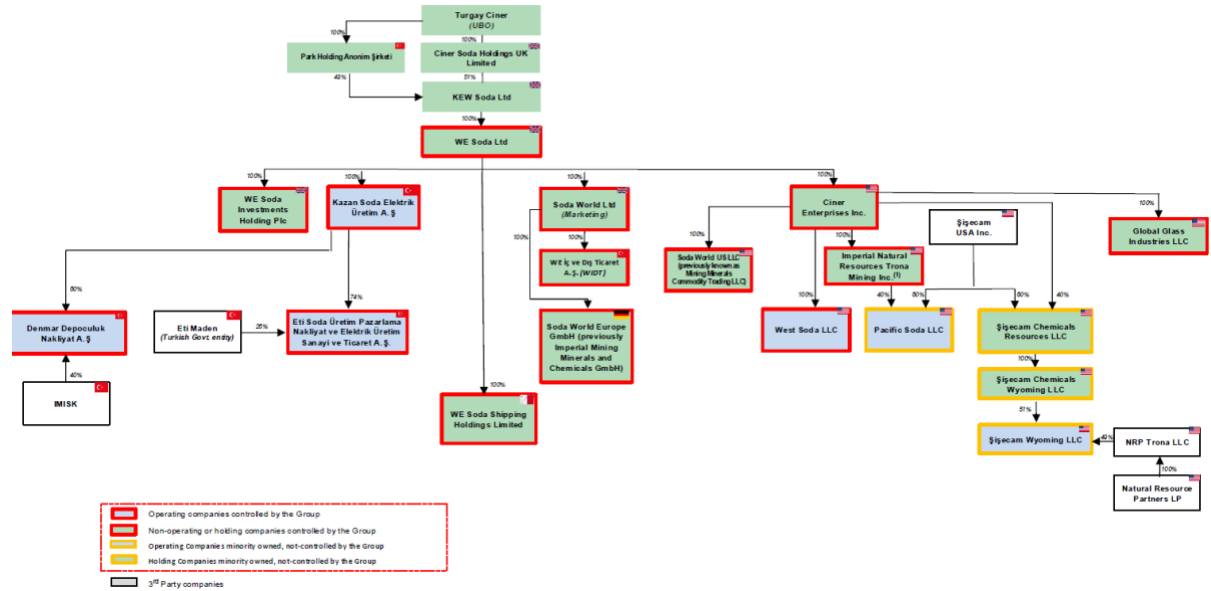 Turgay Ciner
(UBO)
100%
100%
Park Holding Anonim Şirketi
Ciner Soda Holdings UK
Limited
49%
51%
KEW Soda Ltd
100%
WE Soda Ltd
100%
100%
100%
100%
WE Soda
Investments
Holding Plc
Kazan Soda Elektrik
Üretim A.Ş
Soda World Ltd
(Marketing)
Ciner
Enterprises Inc.
Şişecam
USA Inc.
100%
Global Glass
Industries LLC
100%
100%
100%
100%
100%
WE İç ve Dış Ticaret
A.Ş. (WIDT)
Soda World US LLC
(previously known as
Mining Minerals
Commodity Trading LLC)
Imperial Natural
Resources Trona
Mining Inc.(1)
60%
74%
40%
60%
60%
40%
Denmar Depoculuk
Nakliyat A.Ş
Eti Maden
(Turkish Govt. entity)
26%
Eti Soda Üretim Pazarlama
Nakliyat ve Elektrik Üretim
Sanayi ve Ticaret A.Ş.
Soda World Europe
GmbH (previously
Imperial Mining
Minerals and
Chemicals GmbH)
West Soda LLC
Pacific Soda LLC
Şişecam Chemicals
Resources LLC
40%
100%
100%
IMISK
WE Soda Shipping
Holdings Limited
Şişecam Chemicals
Wyoming LLC
51%
Şişecam Wyoming LLC
49%
NRP Trona LLC
100%
Natural Resource
Partners LP
Operating companies controlled by the Group
Non-operating or holding companies controlled by the Group
Operating Companies minority owned, not-controlled by the Group
Holding Companies minority owned, not-controlled by the Group
3rd Party companies